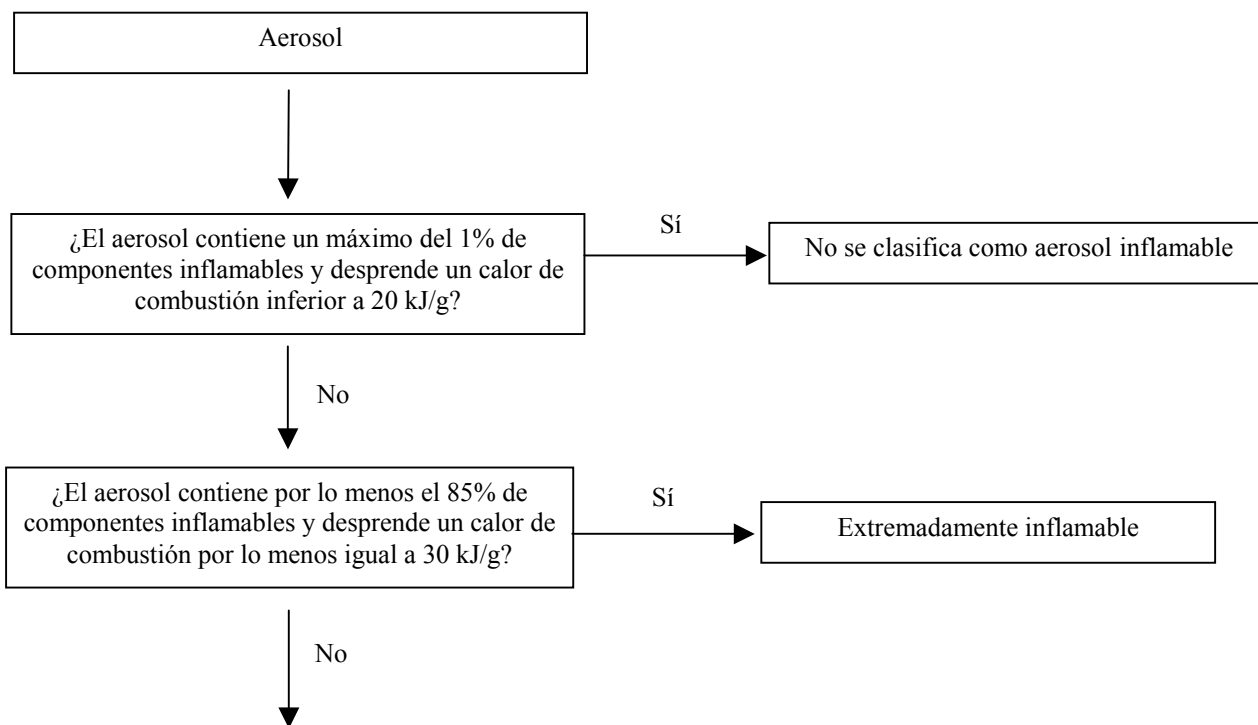 Aerosol
¿El aerosol contiene un máximo del 1% de
componentes inflamables y desprende un calor de
combustión inferior a 20 kJ/g?
Sí
No se clasifica como aerosol inflamable
No
¿El aerosol contiene por lo menos el 85% de
componentes inflamables y desprende un calor de
combustión por lo menos igual a 30 kJ/g?
Sí
Extremadamente inflamable
No